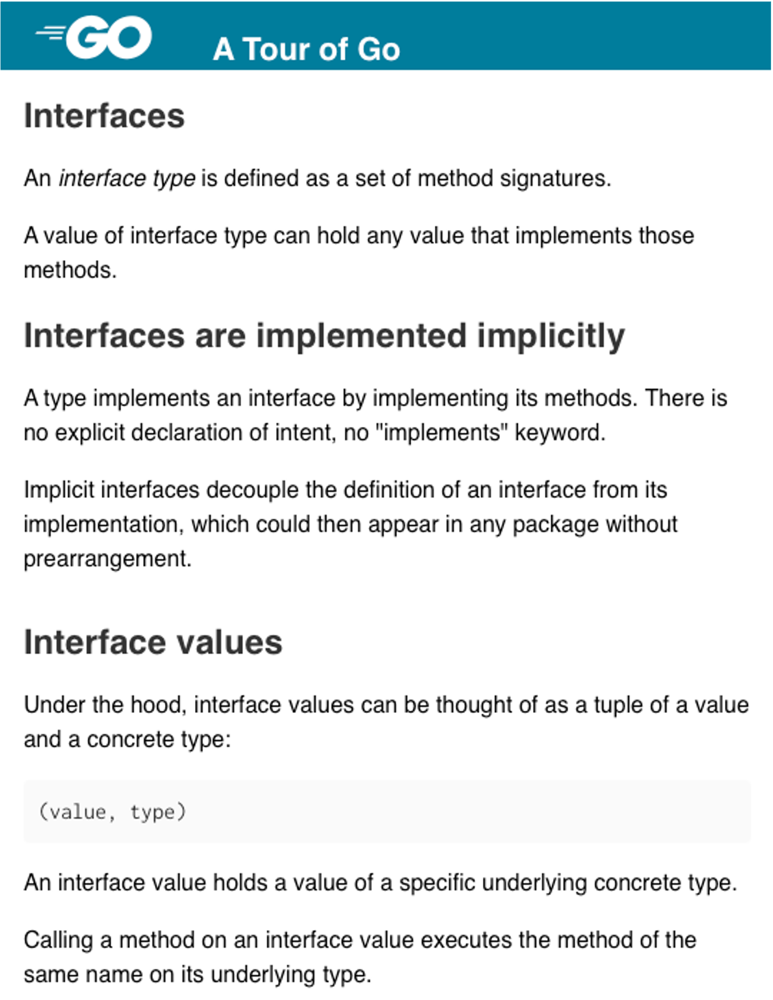 GO
A Tour of Go
Interfaces
An interface type is defined as a set of method signatures.
A value of interface type can hold any value that implements those
methods.
Interfaces are implemented implicitly
A type implements an interface by implementing its methods. There is
no explicit declaration of intent, no "implements" keyword.
Implicit interfaces decouple the definition of an interface from its
implementation, which could then appear in any package without
prearrangement.
Interface values
Under the hood, interface values can be thought of as a tuple of a value
and a concrete type:
(value, type)
An interface value holds a value of a specific underlying concrete type.
Calling a method on an interface value executes the method of the
same name on its underlying type.